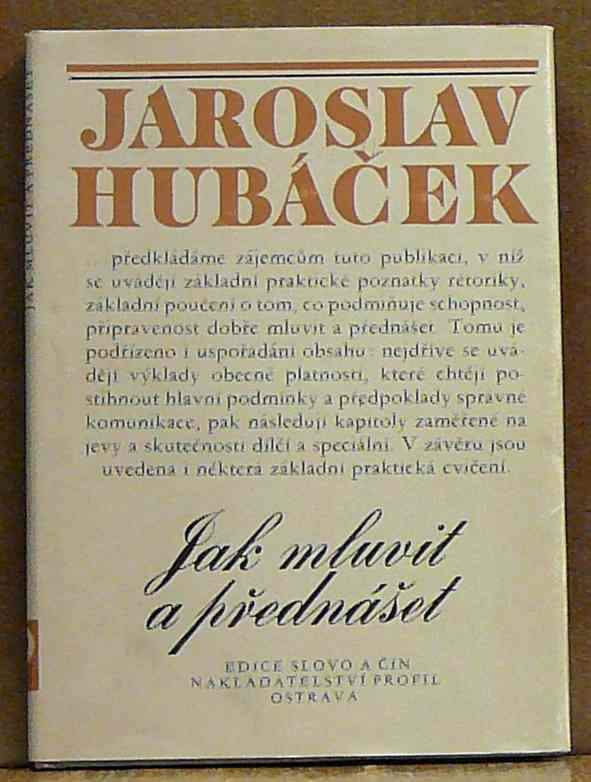 JAROSLAV
HUBÁČEK
... předkládáme zájemcům tuto publikaci, v níž
se uvádějí základní praktické poznatky rétoriky,
základní poučení o tom, co podmiňuje schopnost,
připravenost dobře mluvit a přednášet. Tomu je
podřízeno i uspořádání obsahu: nejdříve se uvá-
dějí výklady obecné platnosti, které chtějí po-
stihnout hlavní podmínky a předpoklady správné
komunikace, pak následují kapitoly zaměřené na
jevy a skutečnosti dílčí a speciální. V závěru jsou
uvedena i některá základní praktická cvičení.
Jak mluvit
a přednášet
EDICE SLOVO A ČIN
NAKLADATELSTVÍ PROFIL
OSTRAVA
JAK MLUVIT A PŘEDNÁŠET